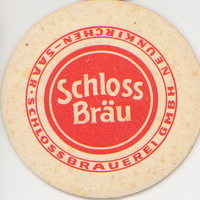 Schloss
Bräu
SCHLOSSBRAUEREI GMBH NEUNKIRCHEN-SAAR